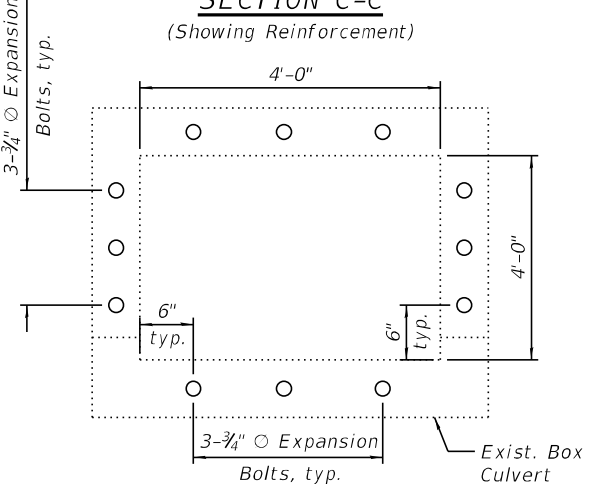 SECTION C-C
(Showing Reinforcement)
3-¾" ∅ Expansion
Bolts, typ.
4'-0"
4'-0"
6"
typ.
6"
typ.
3-¾" ∅ Expansion
Bolts, typ.
Exist. Box
Culvert